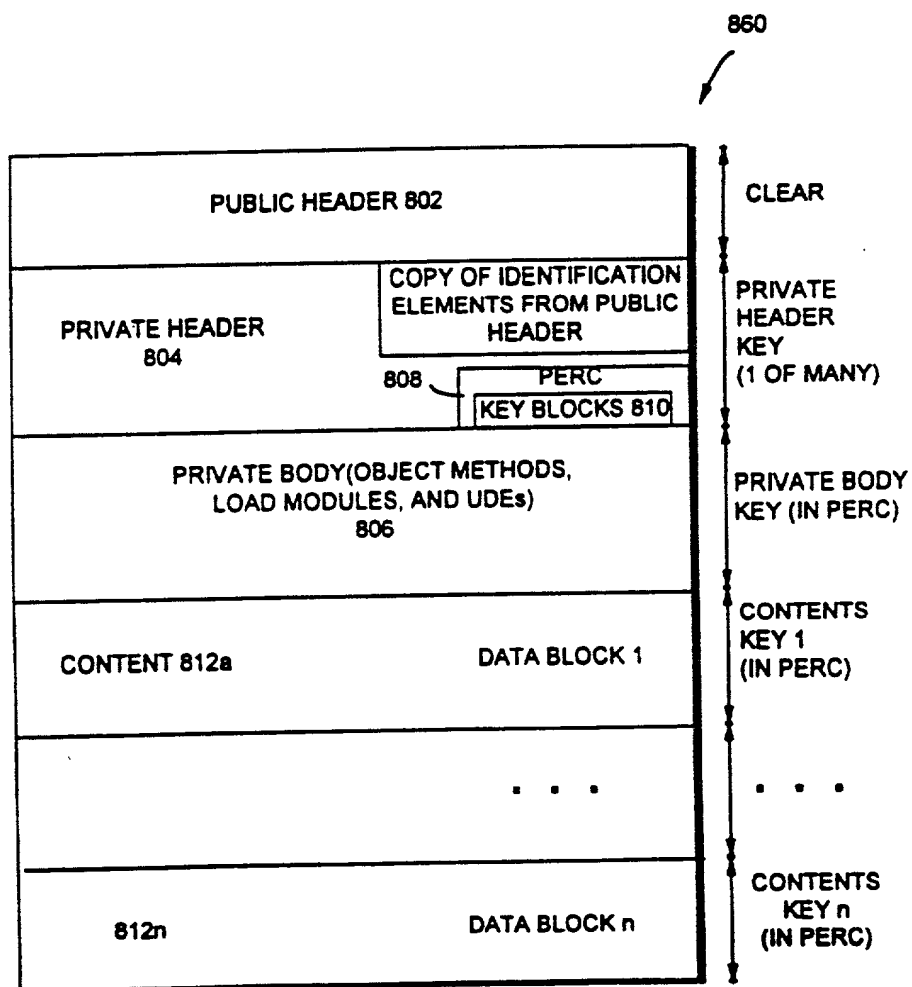 860
PUBLIC HEADER 802
CLEAR
PRIVATE HEADER
804
COPY OF IDENTIFICATION
ELEMENTS FROM PUBLIC
HEADER
808
PERC
KEY BLOCKS 810
PRIVATE
HEADER
KEY
(1 OF MANY)
PRIVATE BODY(OBJECT METHODS,
LOAD MODULES, AND UDEs)
806
PRIVATE BODY
KEY (IN PERC)
CONTENT 812a
DATA BLOCK 1
CONTENTS
KEY 1
(IN PERC)
. . .
. . .
812n
DATA BLOCK n
CONTENTS
KEY n
(IN PERC)